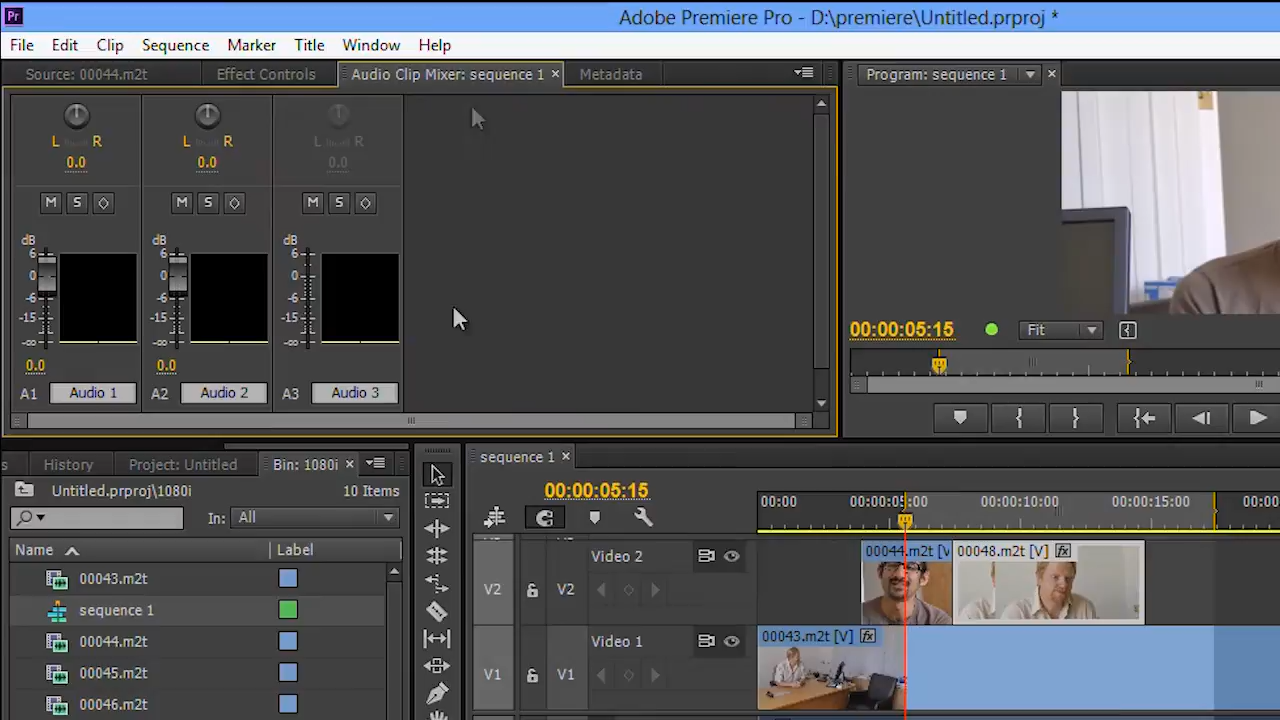 Pr
Adobe Premiere Pro - D:\premiere\Untitled.prproj *
File Edit Clip Sequence Marker Title Window Help
Source: 00044.m2t Effect Controls Audio Clip Mixer: sequence 1 × Metadata
Program: sequence 1 ×
L R L R L R
0.0 0.0 0.0
M S M S M S
dB dB dB
6 6 6
0 0 0
-6 -6 -6
-15 -15 -15
-∞ -∞ -∞
0.0 0.0
A1 Audio 1 A2 Audio 2 A3 Audio 3
00:00:05:15 Fit
s History Project: Untitled Bin: 1080i ×
Untitled.prproj\1080i 10 Items
In: All
Name Label
00043.m2t
sequence 1
00044.m2t
00045.m2t
00046.m2t
sequence 1 ×
00:00:05:15
00:00 00:00:05:00 00:00:10:00 00:00:15:00 00:00
V2 V2 Video 2
00044.m2t [V 00048.m2t [V] fx
V1 V1 Video 1
00043.m2t [V] fx